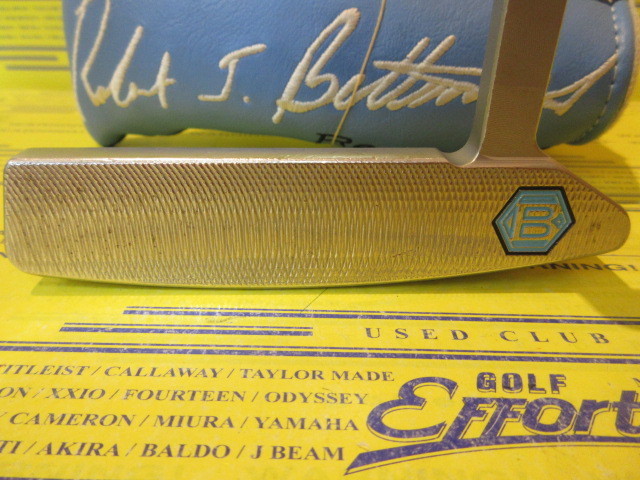 Robert J. Bettinardi
B
USED CLUB
TITLEIST / CALLAWAY / TAYLOR MADE
ON / XXIO / FOURTEEN / ODYSSEY
CAMERON / MIURA / YAMAHA
TI / AKIRA / BALDO / J BEAM
GOLF
Effort